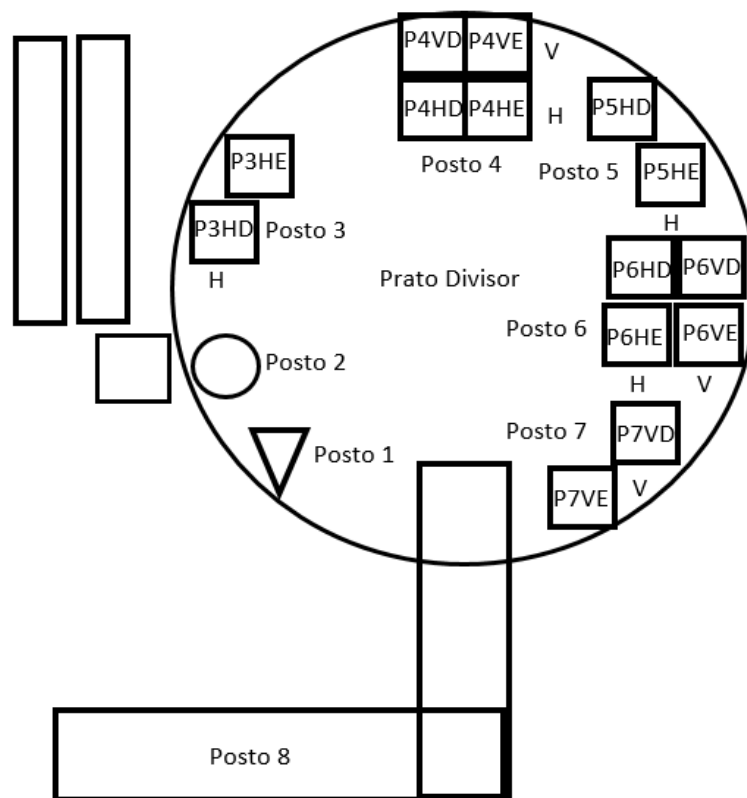 P4VD P4VE V
P4HD P4HE H
P5HD
Posto 4
Posto 5
P3HE
P5HE
H
P3HD Posto 3
H
Prato Divisor
P6HD P6VD
Posto 6
P6HE P6VE
H V
Posto 2
Posto 7
P7VD
Posto 1
P7VE V
Posto 8